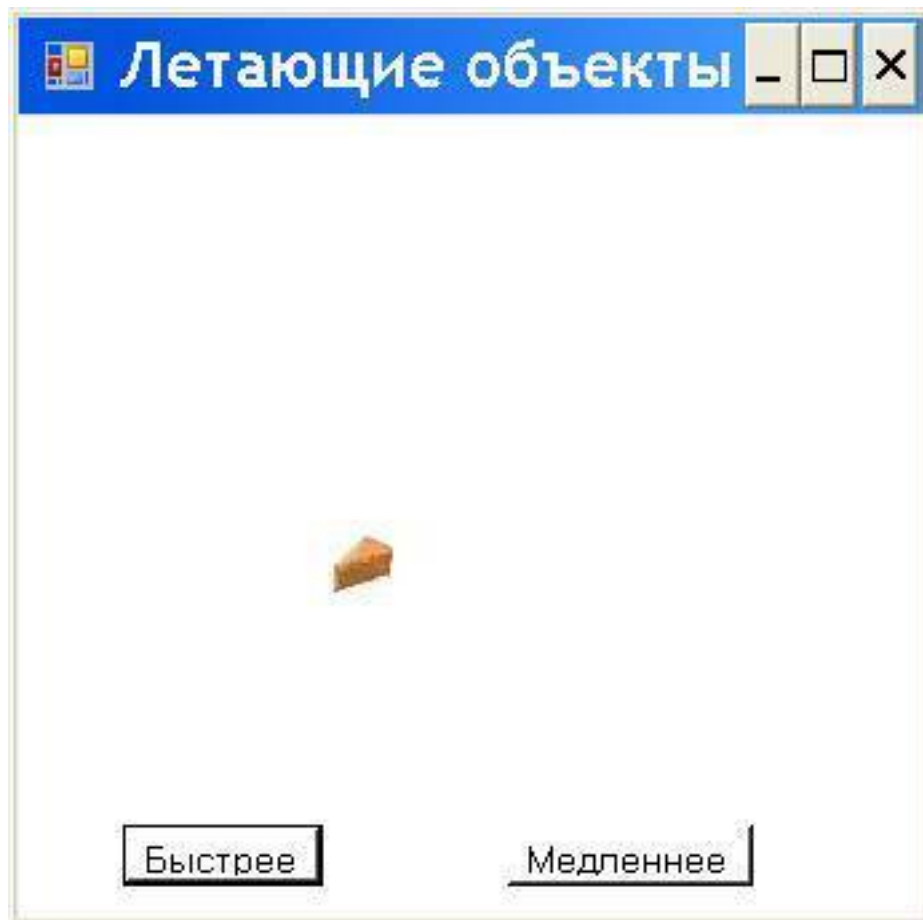 Летающие объекты
Быстрее
Медленнее